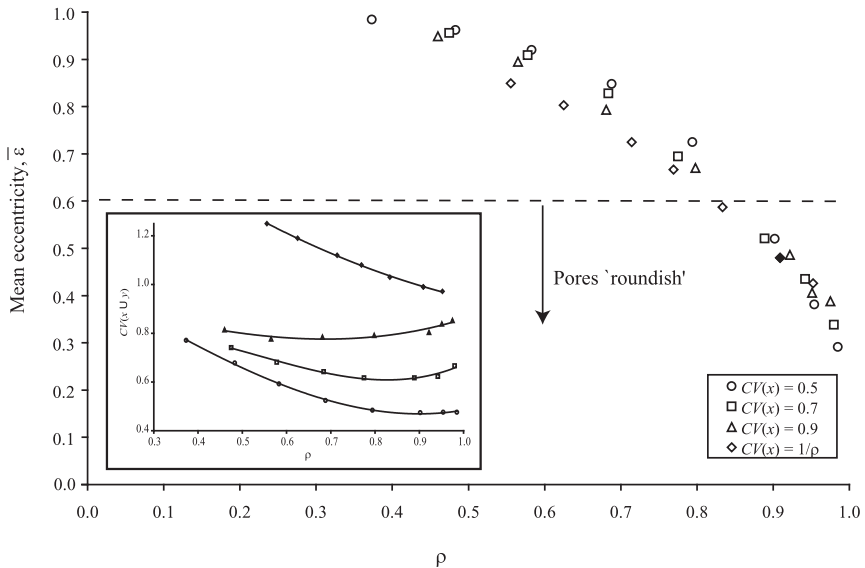 1.0
0.9
0.8
0.7
0.6
0.5
0.4
0.3
0.2
0.1
0.0
Mean eccentricity, ε̅
0.0 0.1 0.2 0.3 0.4 0.5 0.6 0.7 0.8 0.9 1.0
ρ
Pores `roundish'
CV(x) = 0.5
CV(x) = 0.7
CV(x) = 0.9
CV(x) = 1/ρ
1.2
1.0
0.8
0.6
0.4
CV(x ∪ y)
0.3 0.4 0.5 0.6 0.7 0.8 0.9 1.0
ρ